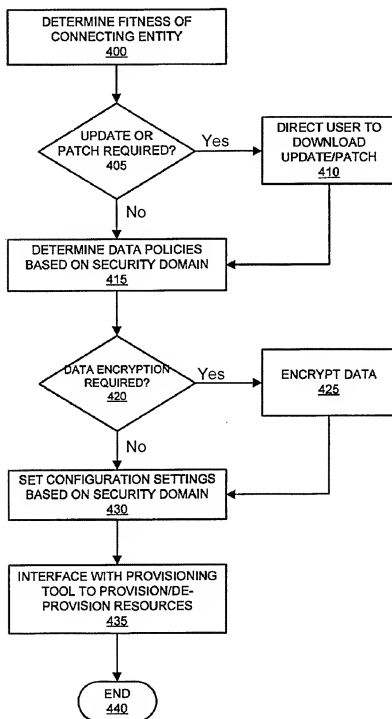 DETERMINE FITNESS OF
CONNECTING ENTITY
400
UPDATE OR
PATCH REQUIRED?
405
Yes
DIRECT USER TO
DOWNLOAD
UPDATE/PATCH
410
No
DETERMINE DATA POLICIES
BASED ON SECURITY DOMAIN
415
DATA ENCRYPTION
REQUIRED?
420
Yes
ENCRYPT DATA
425
No
SET CONFIGURATION SETTINGS
BASED ON SECURITY DOMAIN
430
INTERFACE WITH PROVISIONING
TOOL TO PROVISION/DE-
PROVISION RESOURCES
435
END
440